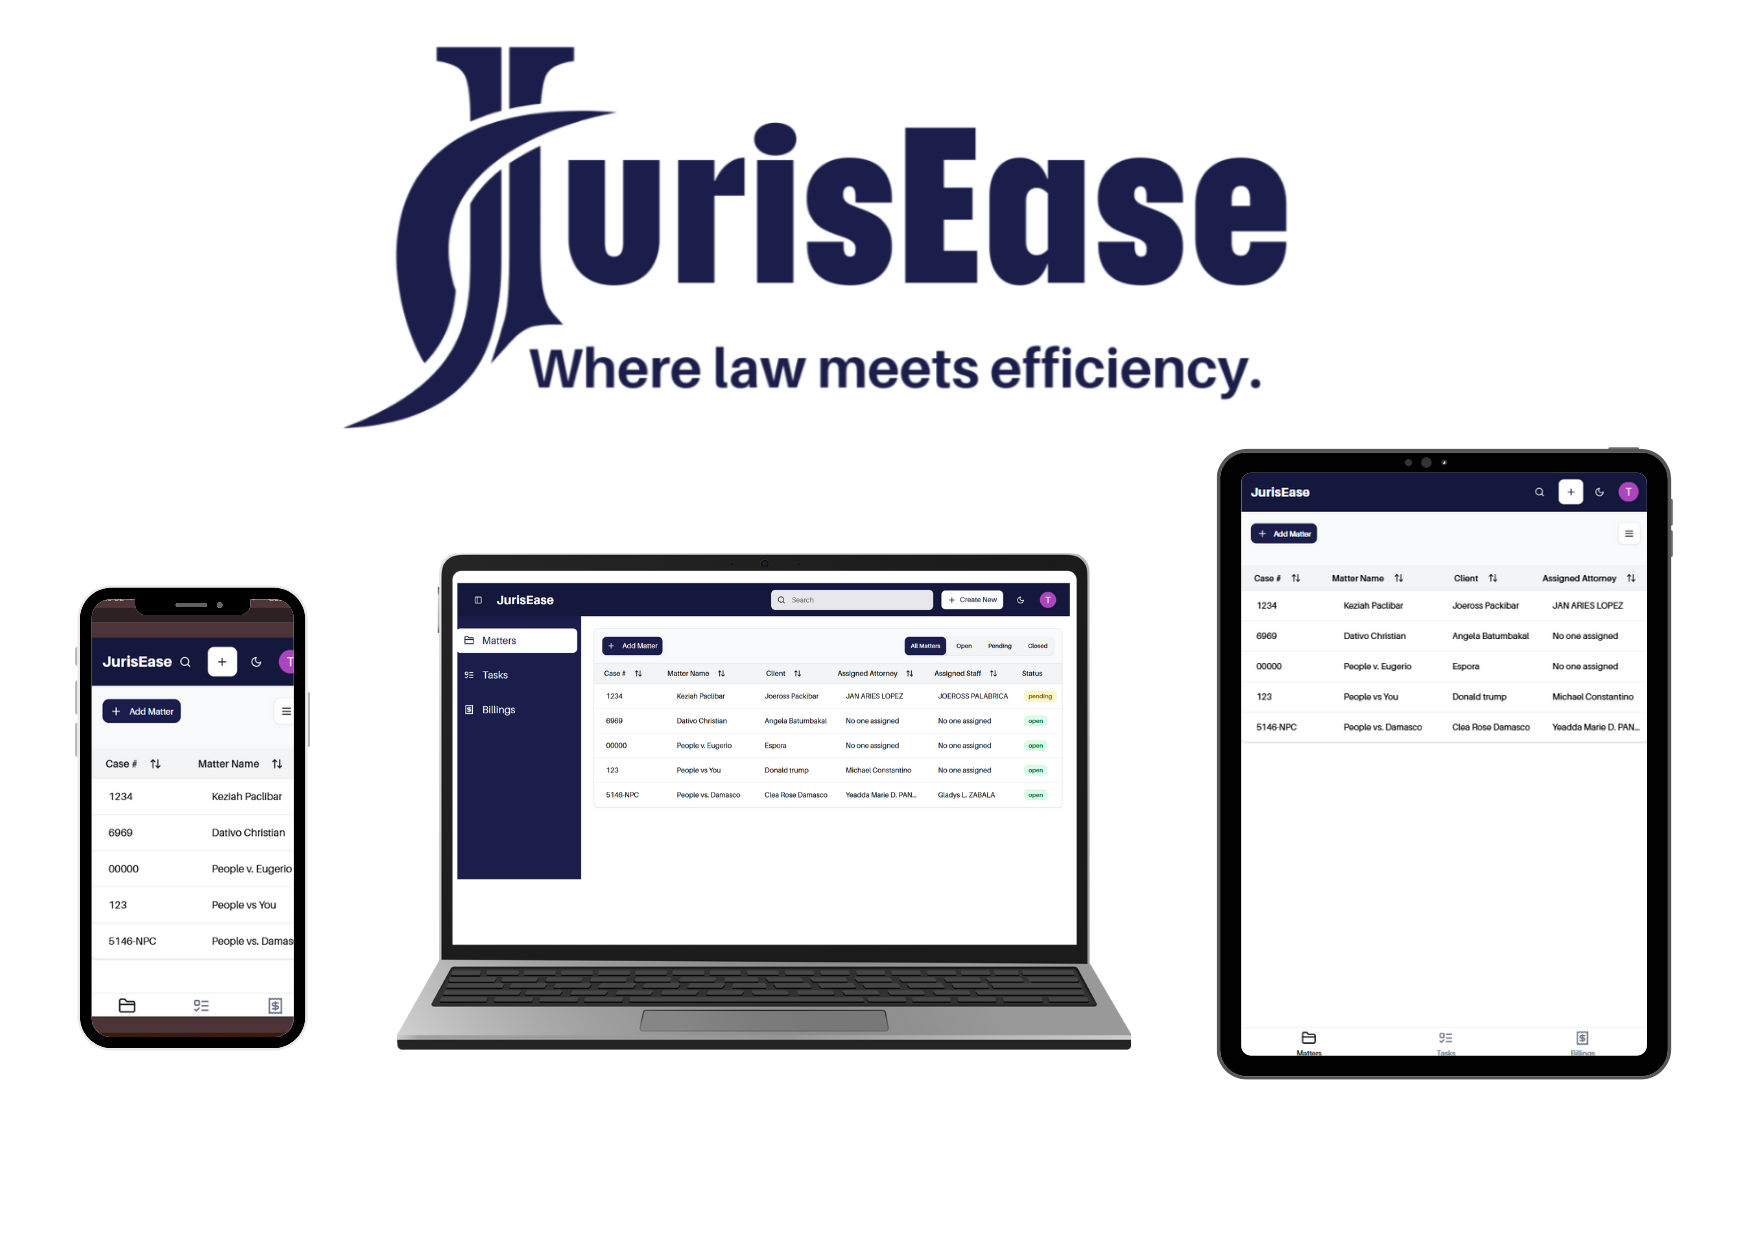 JurisEase
Where law meets efficiency.
JurisEase
+
T
+ Add Matter
Case # Matter Name
1234 Keziah Paclibar
6969 Dativo Christian
00000 People v. Eugerio
123 People vs You
5146-NPC People vs. Damas
JurisEase
Search
+ Create New
T
Matters
Tasks
Billings
+ Add Matter
All Matters Open Pending Closed
Case # Matter Name Client Assigned Attorney Assigned Staff Status
1234 Keziah Paclibar Joeross Packibar JAN ARIES LOPEZ JOEROSS PALABRICA pending
6969 Dativo Christian Angela Batumbakal No one assigned No one assigned open
00000 People v. Eugerio Espora No one assigned No one assigned open
123 People vs You Donald trump Michael Constantino No one assigned open
5146-NPC People vs. Damasco Clea Rose Damasco Yeadda Marie D. PAN... Gladys L. ZABALA open
JurisEase
+
T
+ Add Matter
Case # Matter Name Client Assigned Attorney
1234 Keziah Paclibar Joeross Packibar JAN ARIES LOPEZ
6969 Dativo Christian Angela Batumbakal No one assigned
00000 People v. Eugerio Espora No one assigned
123 People vs You Donald trump Michael Constantino
5146-NPC People vs. Damasco Clea Rose Damasco Yeadda Marie D. PAN...
Matters Tasks Billings